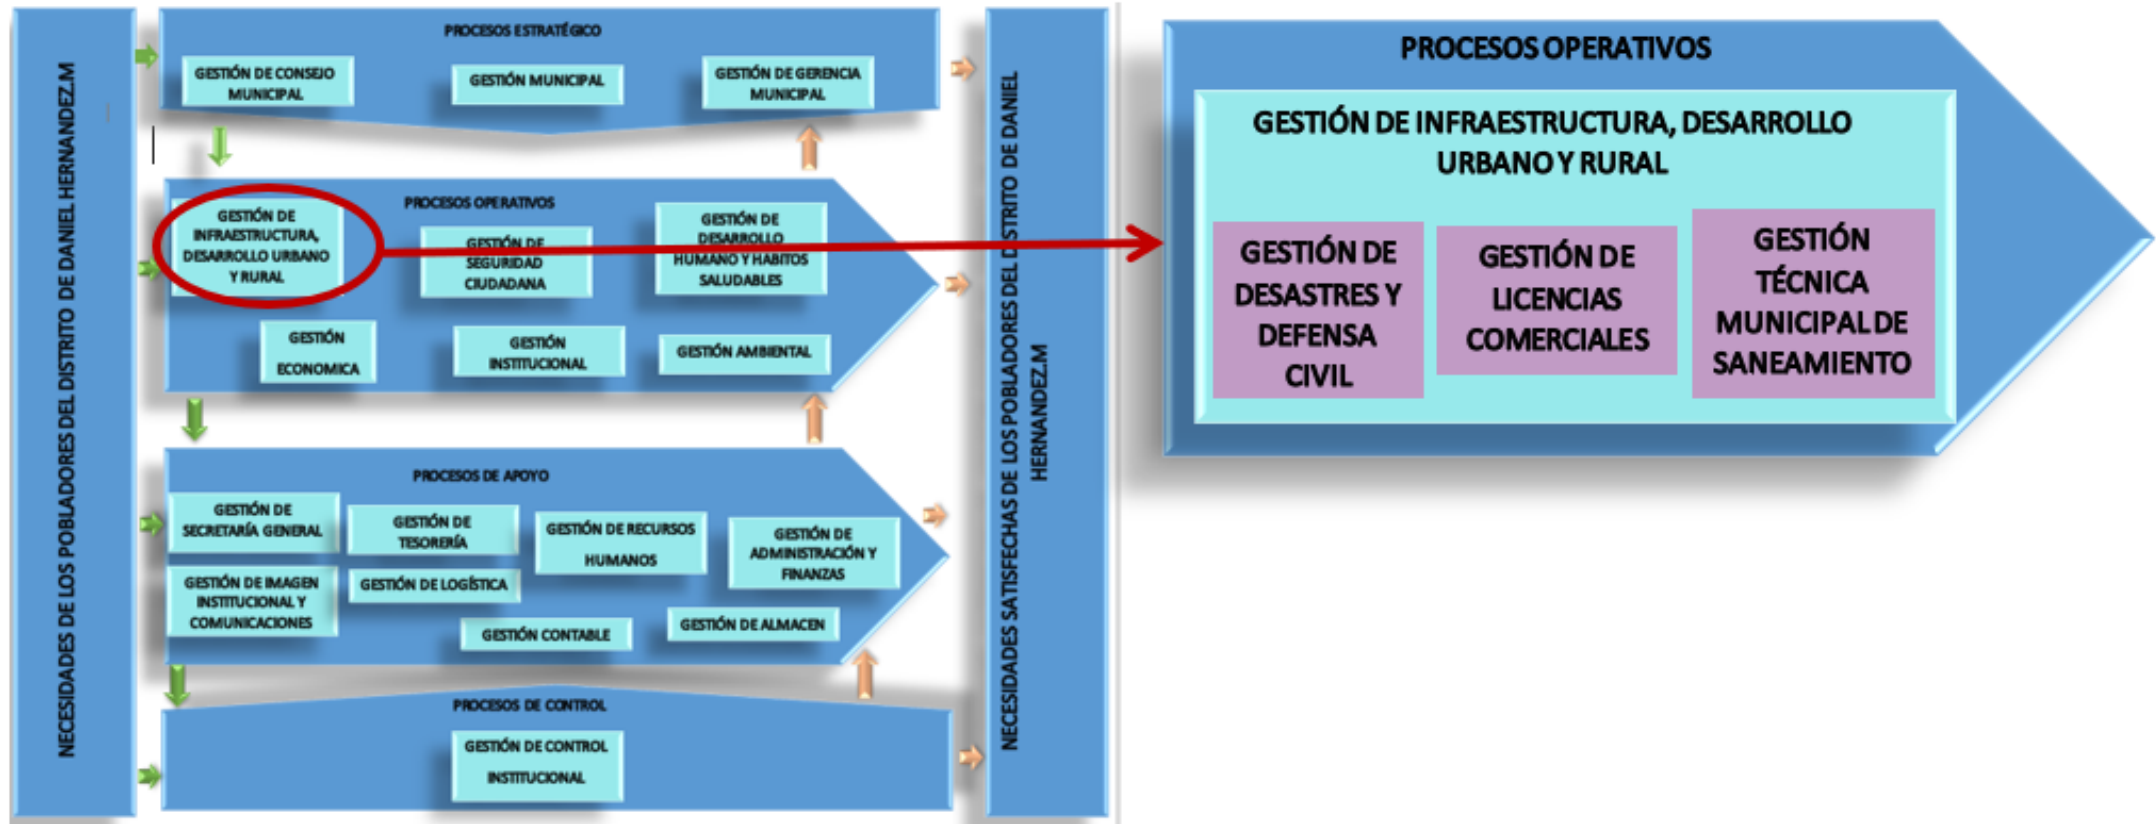 NECESIDADES DE LOS POBLADORES DEL DISTRITO DE DANIEL HERNANDEZ.M
PROCESOS ESTRATÉGICO
GESTIÓN DE CONSEJO
MUNICIPAL
GESTIÓN MUNICIPAL
GESTIÓN DE GERENCIA
MUNICIPAL
PROCESOS OPERATIVOS
GESTIÓN DE
INFRAESTRUCTURA,
DESARROLLO URBANO
Y RURAL
GESTIÓN DE
SEGURIDAD
CIUDADANA
GESTIÓN DE
DESARROLLO
HUMANO Y HABITOS
SALUDABLES
GESTIÓN
ECONOMICA
GESTIÓN
INSTITUCIONAL
GESTIÓN AMBIENTAL
PROCESOS DE APOYO
GESTIÓN DE
SECRETARÍA GENERAL
GESTIÓN DE
TESORERÍA
GESTIÓN DE RECURSOS
HUMANOS
GESTIÓN DE
ADMINISTRACIÓN Y
FINANZAS
GESTIÓN DE IMAGEN
INSTITUCIONAL Y
COMUNICACIONES
GESTIÓN DE LOGÍSTICA
GESTIÓN CONTABLE
GESTIÓN DE ALMACEN
PROCESOS DE CONTROL
GESTIÓN DE CONTROL
INSTITUCIONAL
NECESIDADES SATISFECHAS DE LOS POBLADORES DEL DISTRITO DE DANIEL
HERNANDEZ.M
PROCESOS OPERATIVOS
GESTIÓN DE INFRAESTRUCTURA, DESARROLLO
URBANO Y RURAL
GESTIÓN DE
DESASTRES Y
DEFENSA
CIVIL
GESTIÓN DE
LICENCIAS
COMERCIALES
GESTIÓN
TÉCNICA
MUNICIPAL DE
SANEAMIENTO